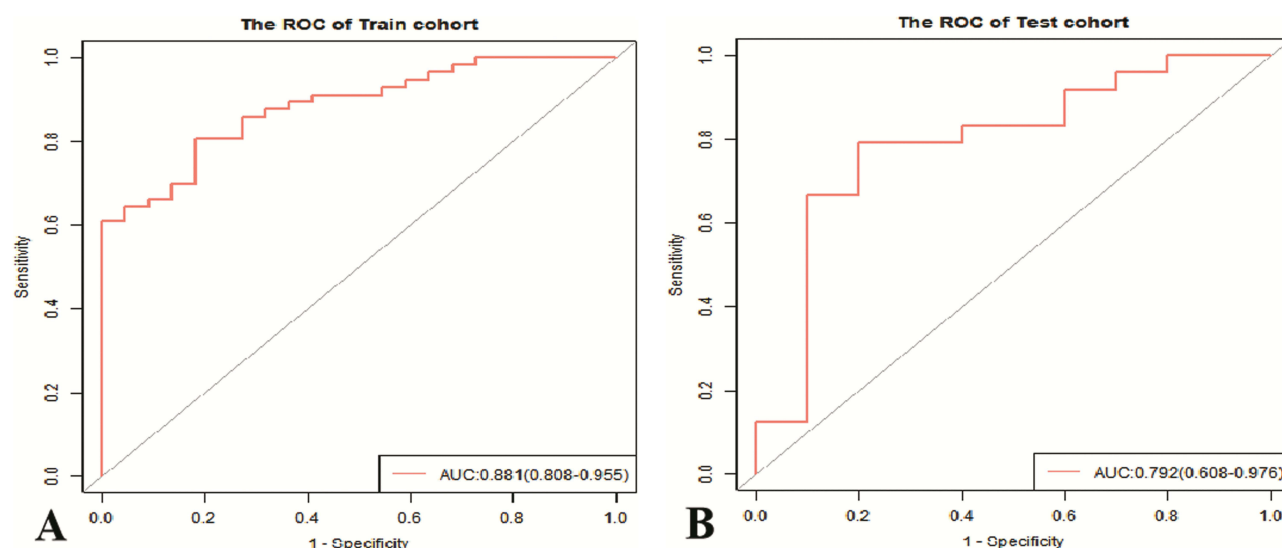 The ROC of Train cohort
1.0
0.8
0.6
0.4
0.2
0.0
Sensitivity
AUC:0.881(0.808-0.955)
0.0 0.2 0.4 0.6 0.8 1.0
1 - Specificity
A
The ROC of Test cohort
1.0
0.8
0.6
0.4
0.2
0.0
Sensitivity
AUC:0.792(0.608-0.976)
0.0 0.2 0.4 0.6 0.8 1.0
1 - Specificity
B